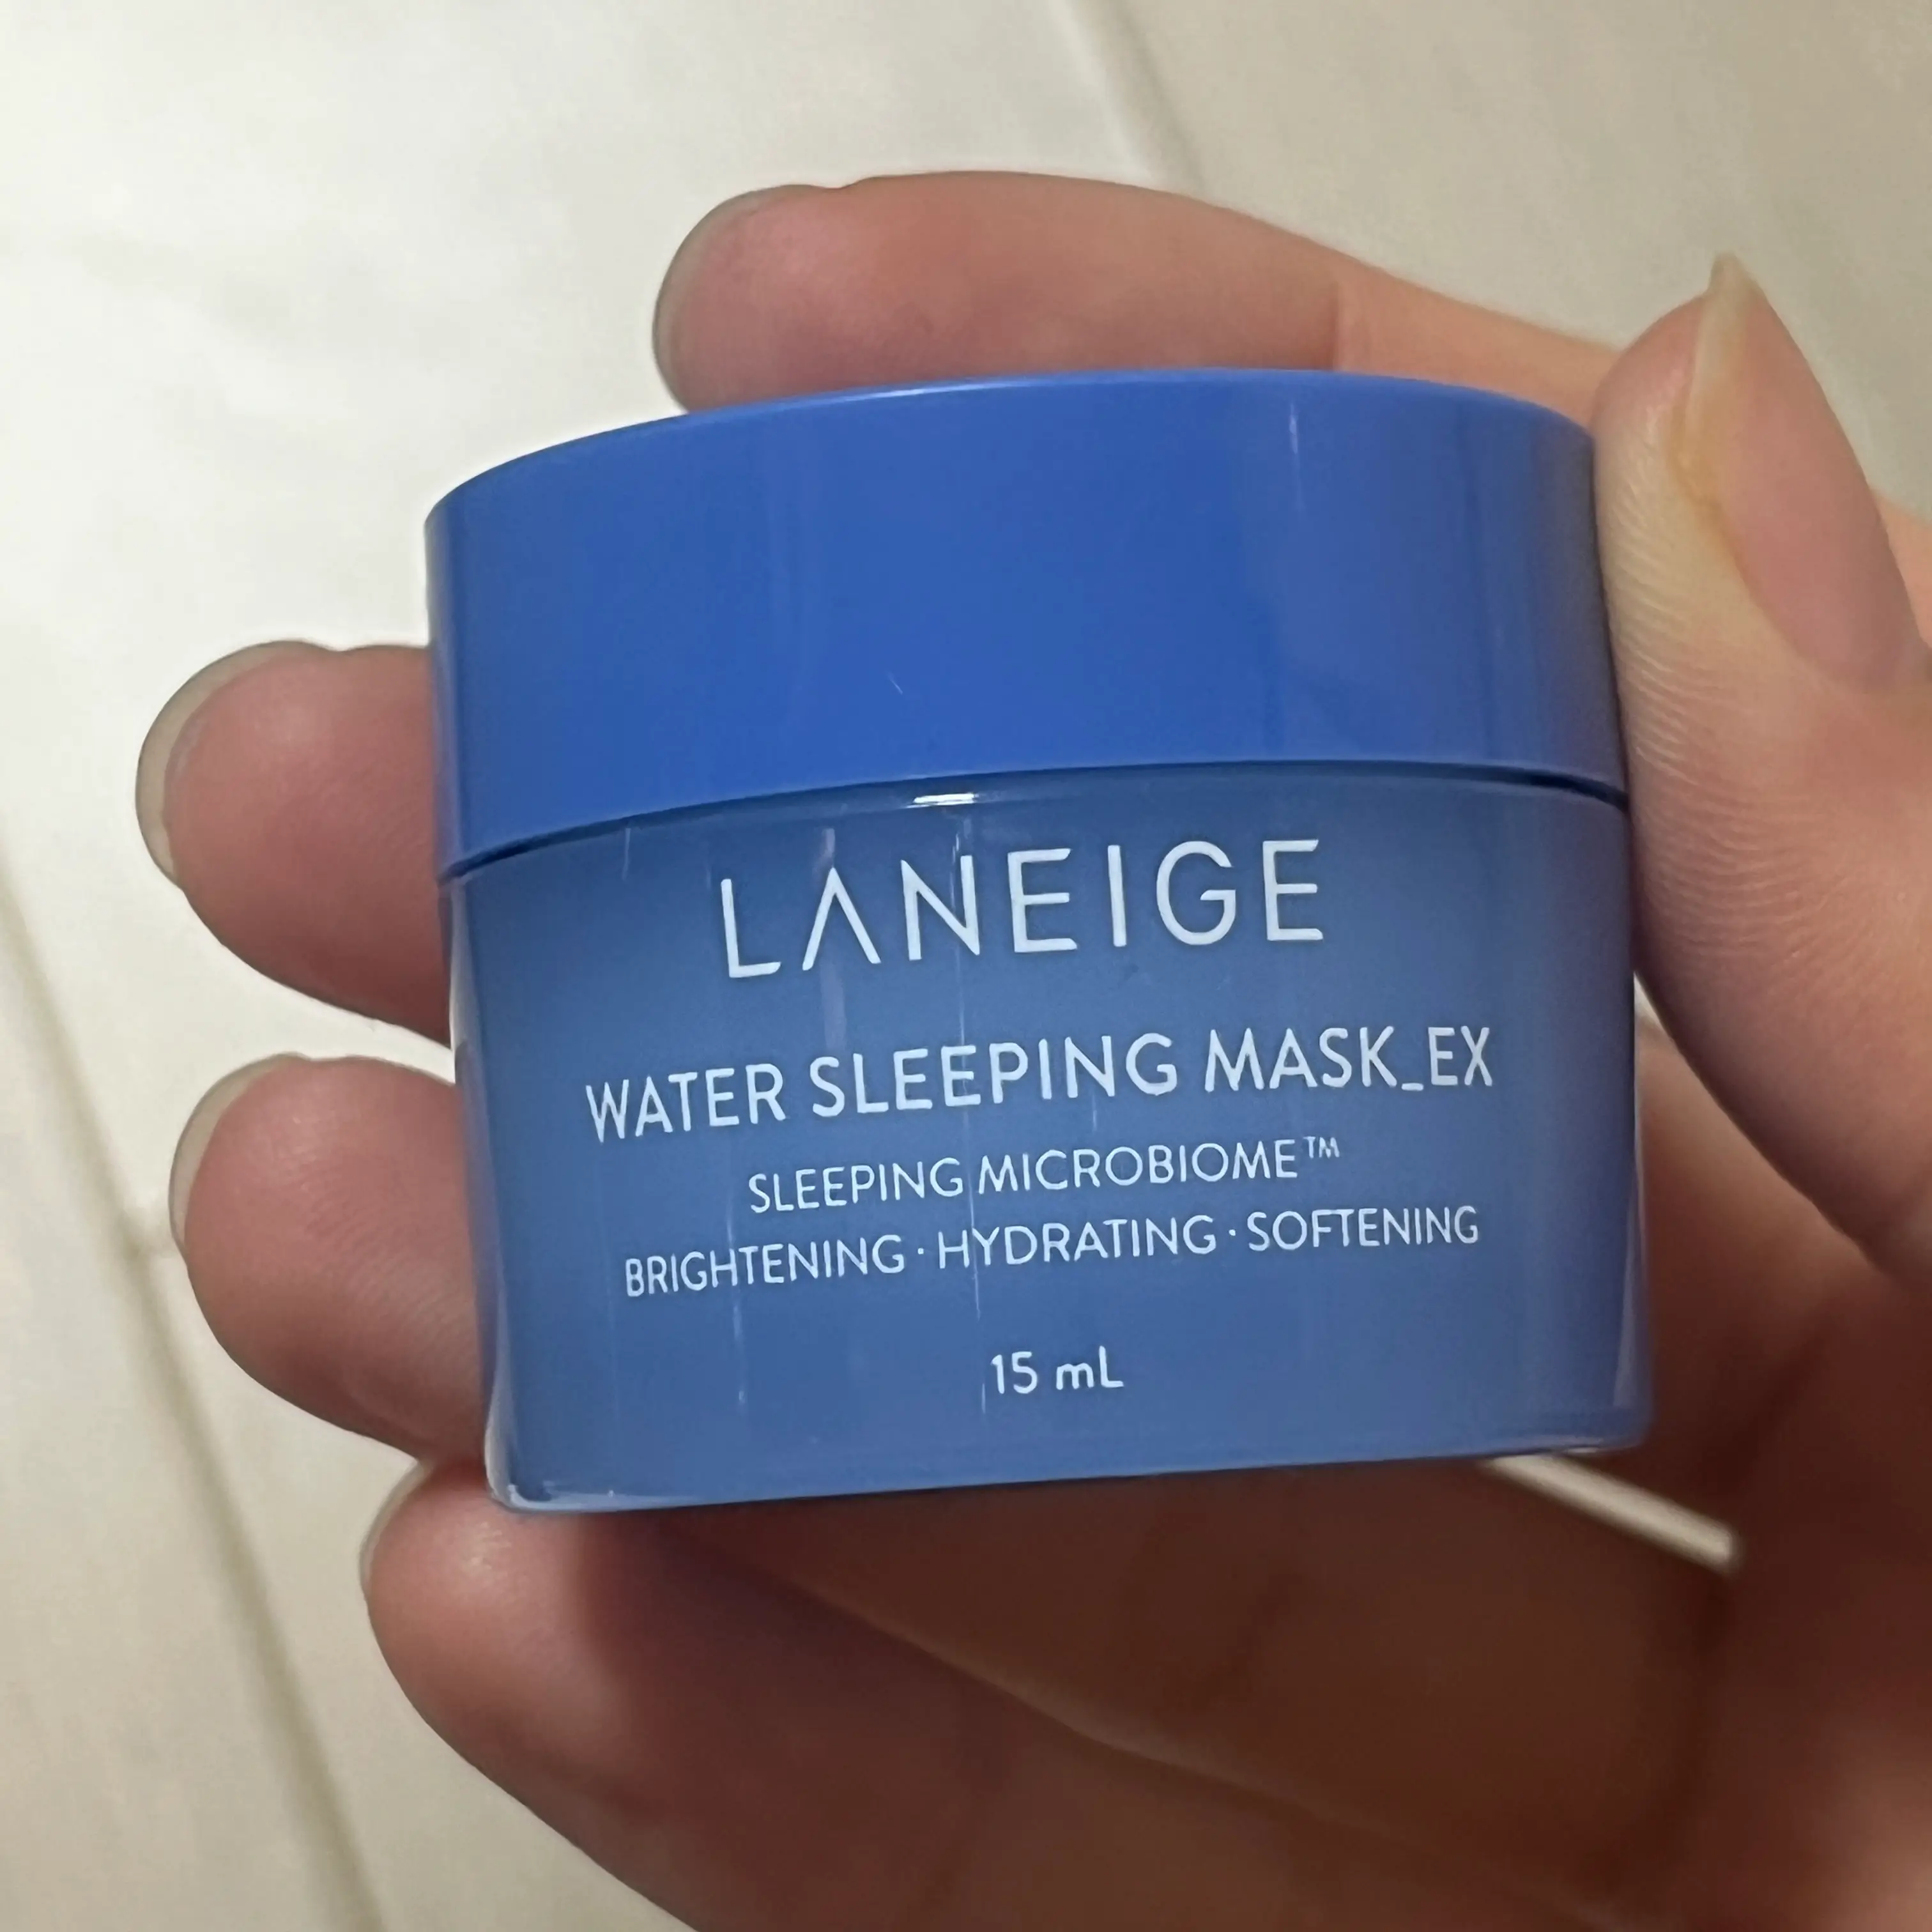 LANEIGE
WATER SLEEPING MASK_EX
SLEEPING MICROBIOME™
BRIGHTENING · HYDRATING · SOFTENING
15 mL